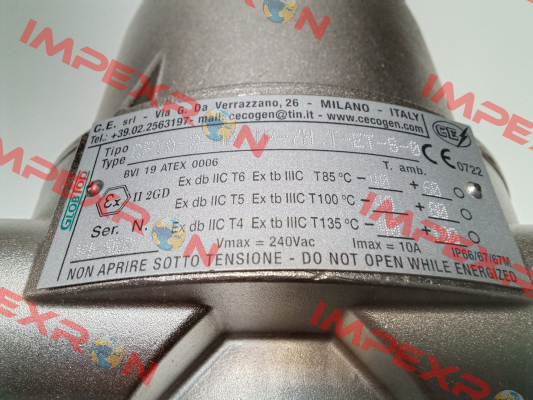 C.E. srl - Via G. Da Verrazzano, 26 - MILANO - ITALY
Tel.: +39.02.2563197- mail: cecogen@tin.it - www.cecogen.com
Tipo
Type
BVI 19 ATEX 0006
T. amb.
CE 0722
Ex II 2GD
Ex db IIC T6 Ex tb IIIC T85°C
Ex db IIC T5 Ex tb IIIC T100°C
Ser. N.
Ex db IIC T4 Ex tb IIIC T135°C
Vmax = 240Vac Imax = 10A IP66/67/67M
NON APRIRE SOTTO TENSIONE - DO NOT OPEN WHILE ENERGIZED
IMPEXRON
IMPEXRON
IMPEXRON
IMPEXRON